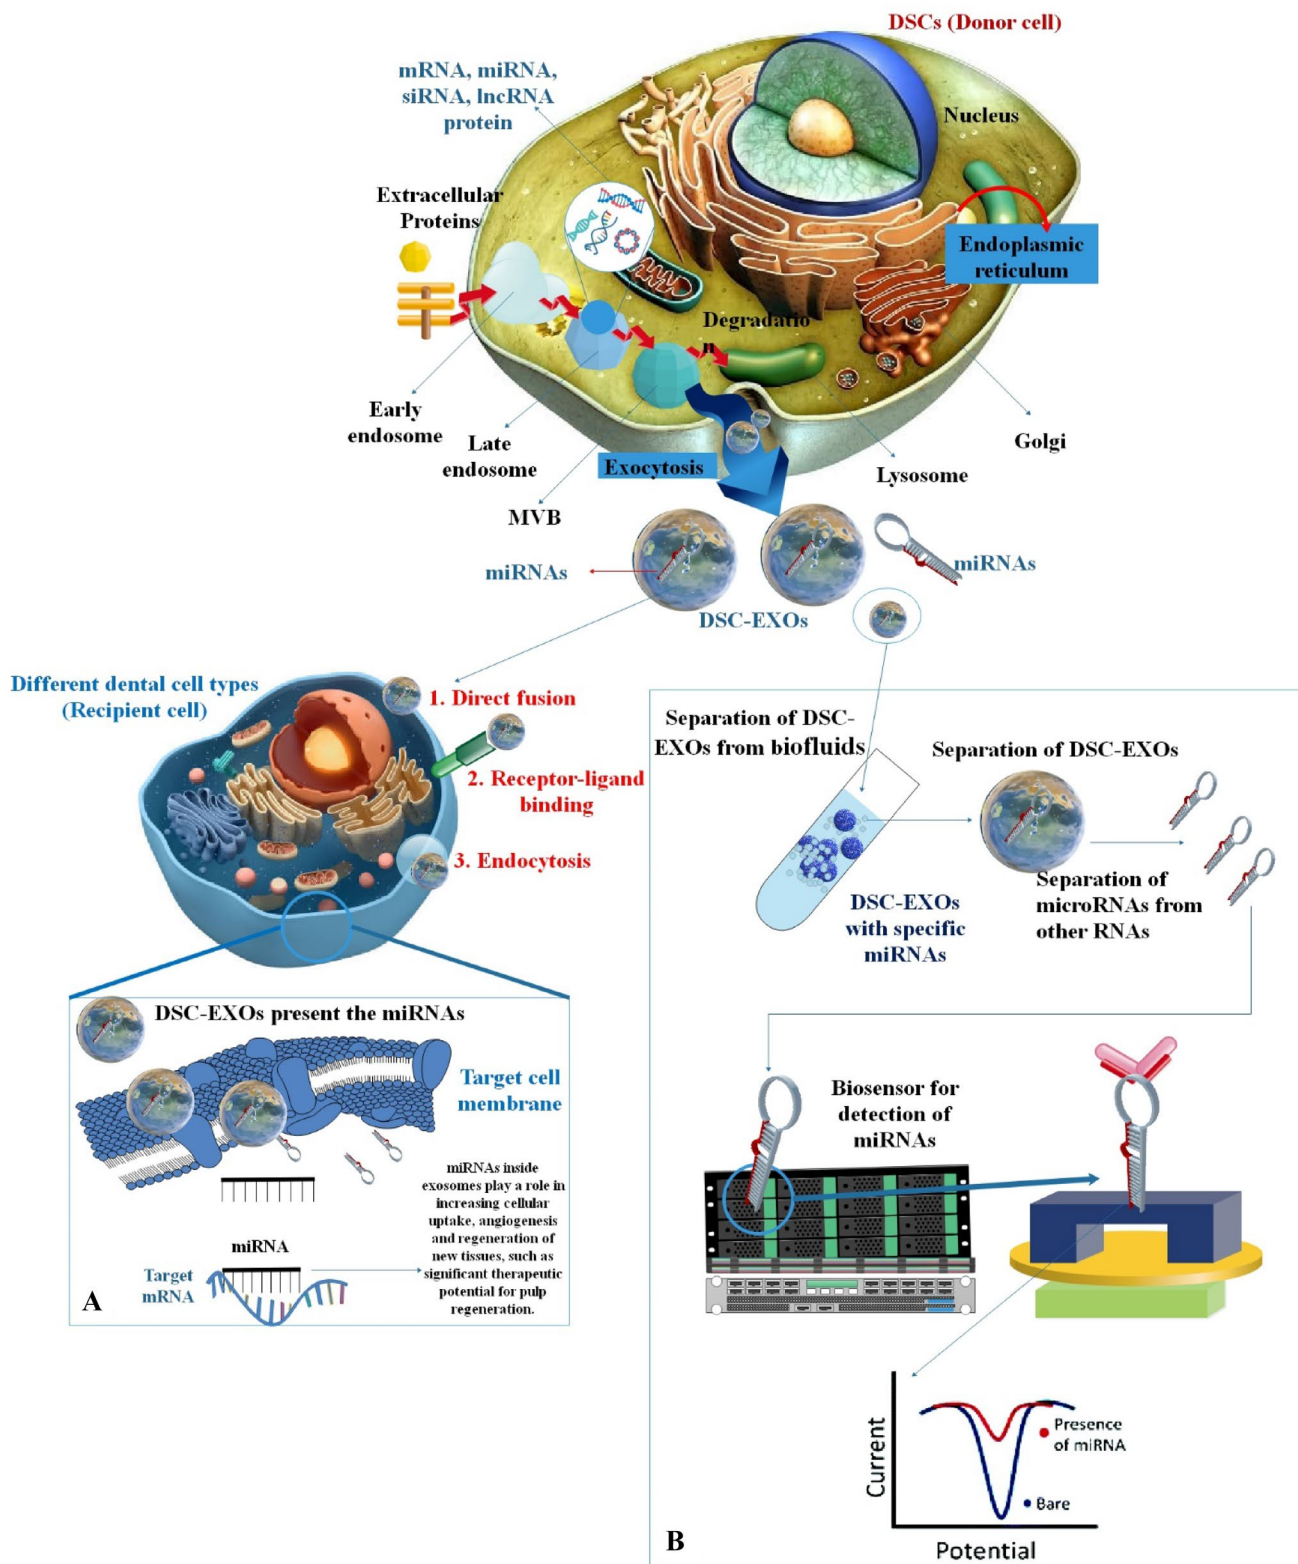 DSCs (Donor cell)
mRNA, miRNA,
siRNA, lncRNA
protein
Nucleus
Extracellular
Proteins
Endoplasmic
reticulum
Degradatio
n
Early
endosome
Late
endosome
Exocytosis
Golgi
Lysosome
MVB
miRNAs
miRNAs
DSC-EXOs
Different dental cell types
(Recipient cell)
1. Direct fusion
2. Receptor-ligand
binding
3. Endocytosis
DSC-EXOs present the miRNAs
Target cell
membrane
miRNAs inside
exosomes play a role in
increasing cellular
uptake, angiogenesis
and regeneration of
new tissues, such as
significant therapeutic
potential for pulp
regeneration.
miRNA
Target
mRNA
A
Separation of DSC-
EXOs from biofluids
Separation of DSC-EXOs
DSC-EXOs
with specific
miRNAs
Separation of
microRNAs from
other RNAs
Biosensor for
detection of
miRNAs
Current
Presence
of miRNA
Bare
Potential
B